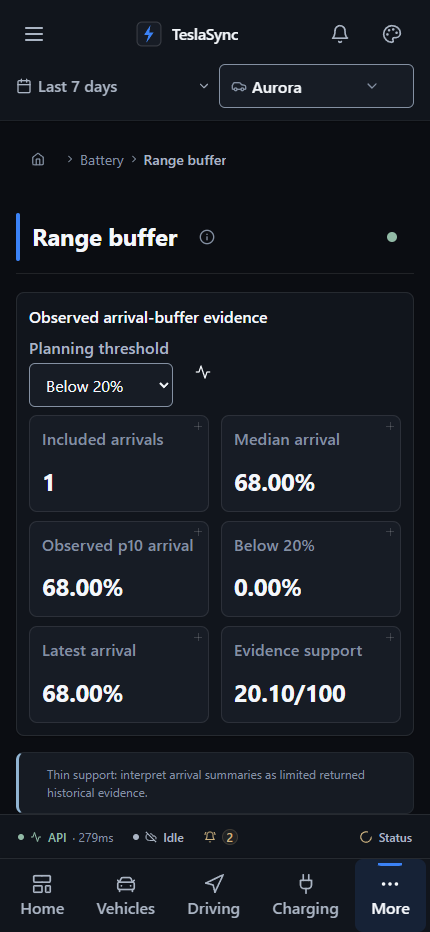 TeslaSync
Last 7 days
Aurora
Battery
Range buffer
Range buffer
Observed arrival-buffer evidence
Planning threshold
Below 20%
Included arrivals
Median arrival
1
68.00%
Observed p10 arrival
Below 20%
68.00%
0.00%
Latest arrival
Evidence support
68.00%
20.10/100
Thin support: interpret arrival summaries as limited returned
historical evidence.
API · 279ms
Idle
2
Status
Home
Vehicles
Driving
Charging
More